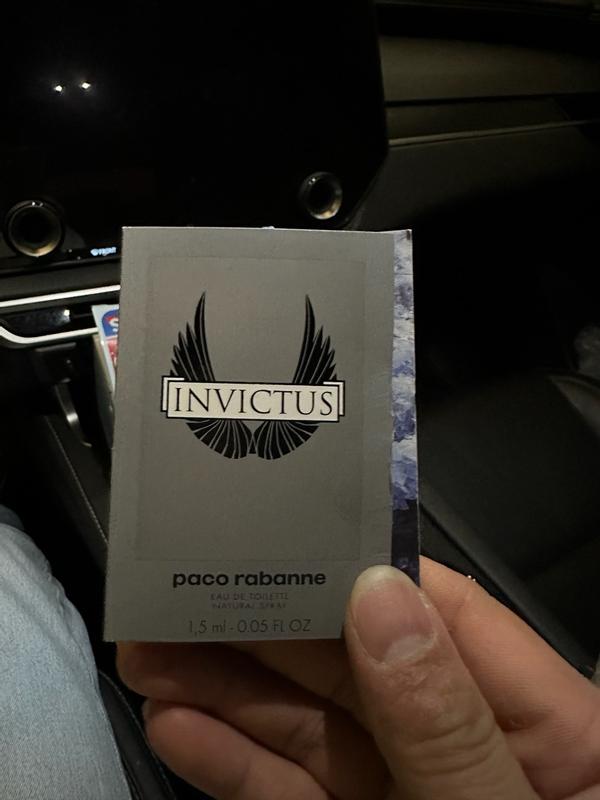 INVICTUS
paco rabanne
EAU DE TOILETTE
NATURAL SPRAY
1,5 ml - 0.05 FL OZ